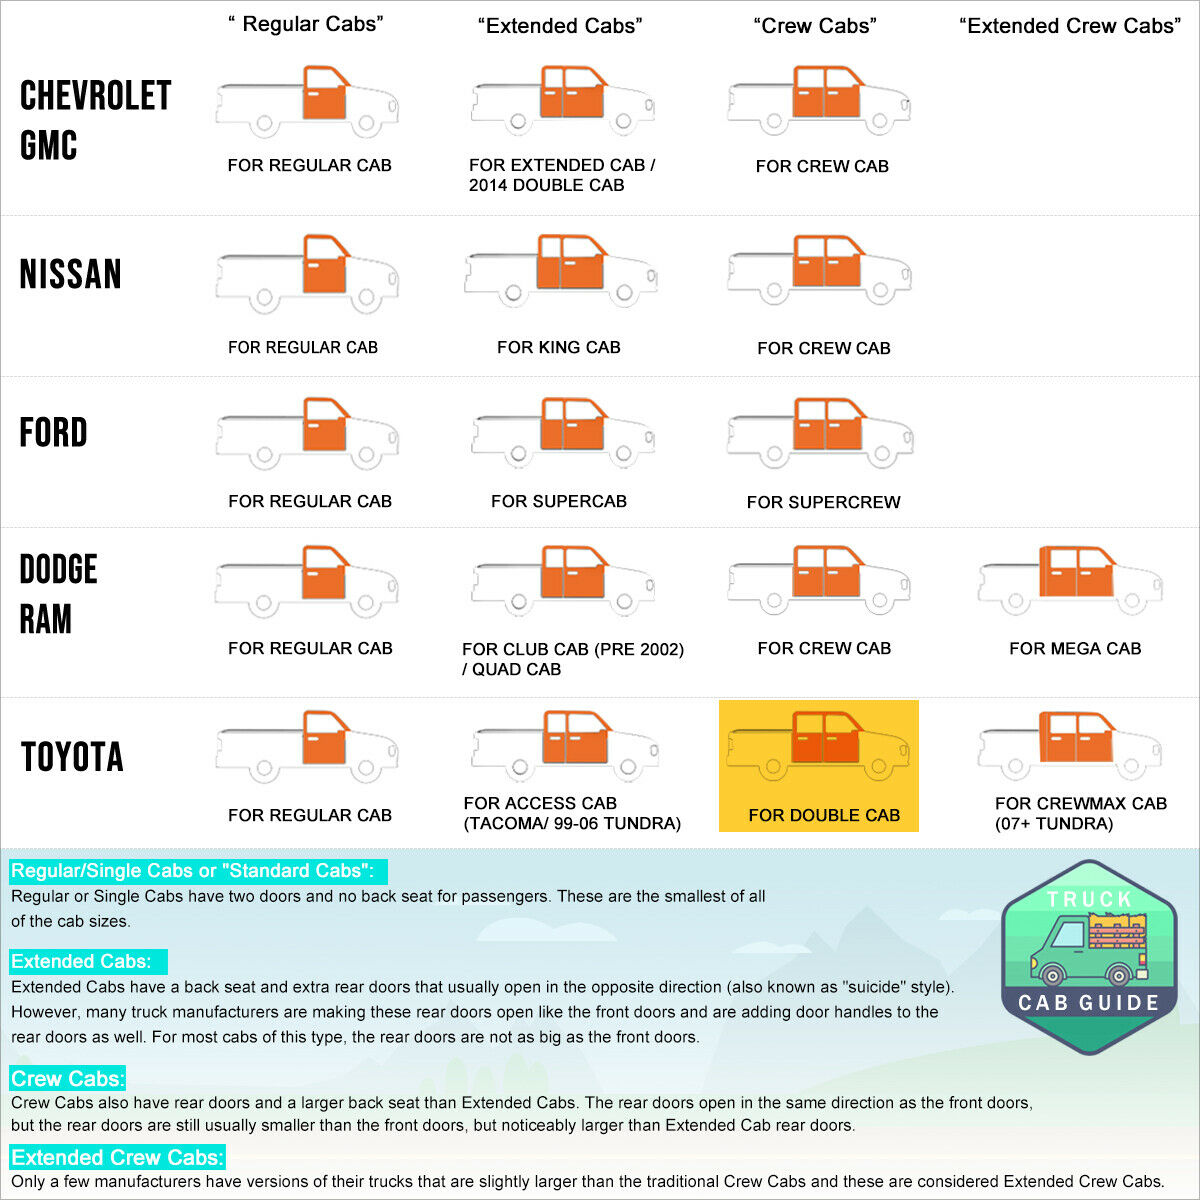 “ Regular Cabs”
“Extended Cabs”
“Crew Cabs”
“Extended Crew Cabs”
CHEVROLET
GMC
FOR REGULAR CAB
FOR EXTENDED CAB /
2014 DOUBLE CAB
FOR CREW CAB
NISSAN
FOR REGULAR CAB
FOR KING CAB
FOR CREW CAB
FORD
FOR REGULAR CAB
FOR SUPERCAB
FOR SUPERCREW
DODGE
RAM
FOR REGULAR CAB
FOR CLUB CAB (PRE 2002)
/ QUAD CAB
FOR CREW CAB
FOR MEGA CAB
TOYOTA
FOR REGULAR CAB
FOR ACCESS CAB
(TACOMA/ 99-06 TUNDRA)
FOR DOUBLE CAB
FOR CREWMAX CAB
(07+ TUNDRA)
Regular/Single Cabs or "Standard Cabs":
Regular or Single Cabs have two doors and no back seat for passengers. These are the smallest of all
of the cab sizes.
Extended Cabs:
Extended Cabs have a back seat and extra rear doors that usually open in the opposite direction (also known as "suicide" style).
However, many truck manufacturers are making these rear doors open like the front doors and are adding door handles to the
rear doors as well. For most cabs of this type, the rear doors are not as big as the front doors.
Crew Cabs:
Crew Cabs also have rear doors and a larger back seat than Extended Cabs. The rear doors open in the same direction as the front doors,
but the rear doors are still usually smaller than the front doors, but noticeably larger than Extended Cab rear doors.
Extended Crew Cabs:
Only a few manufacturers have versions of their trucks that are slightly larger than the traditional Crew Cabs and these are considered Extended Crew Cabs.
TRUCK
CAB GUIDE